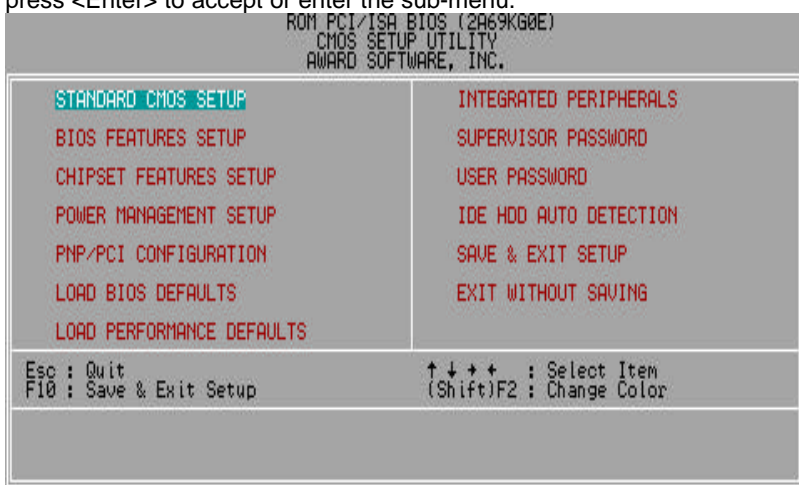 press <Enter> to accept or enter the sub-menu.
ROM PCI/ISA BIOS (2A69KG0E)
CMOS SETUP UTILITY
AWARD SOFTWARE, INC.
STANDARD CMOS SETUP
BIOS FEATURES SETUP
CHIPSET FEATURES SETUP
POWER MANAGEMENT SETUP
PNP/PCI CONFIGURATION
LOAD BIOS DEFAULTS
LOAD PERFORMANCE DEFAULTS
INTEGRATED PERIPHERALS
SUPERVISOR PASSWORD
USER PASSWORD
IDE HDD AUTO DETECTION
SAVE & EXIT SETUP
EXIT WITHOUT SAVING
Esc : Quit
F10 : Save & Exit Setup
↑ ↓ → ← : Select Item
(Shift)F2 : Change Color